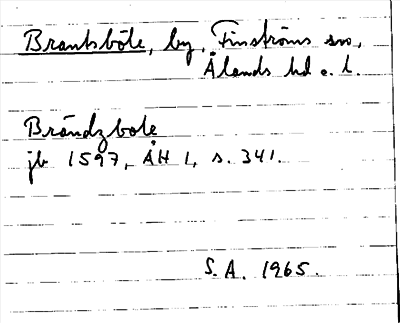 Brantsböle, by, Finströms sn,
Ålands hd o. l.
Brändzbole
jb 1597, ÅH 1, s. 341.
S. A. 1965.